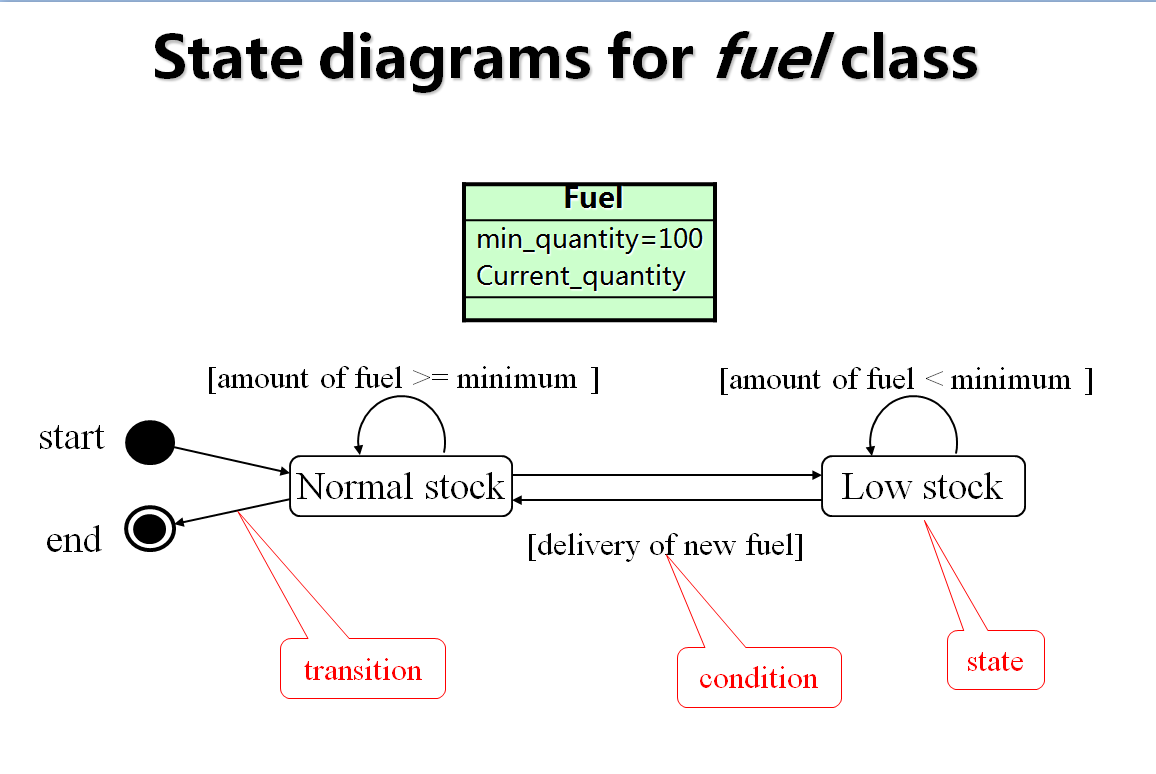 State diagrams for fuel class
Fuel
min_quantity=100
Current_quantity
[amount of fuel >= minimum ]
[amount of fuel < minimum ]
start
Normal stock
Low stock
end
[delivery of new fuel]
transition
condition
state